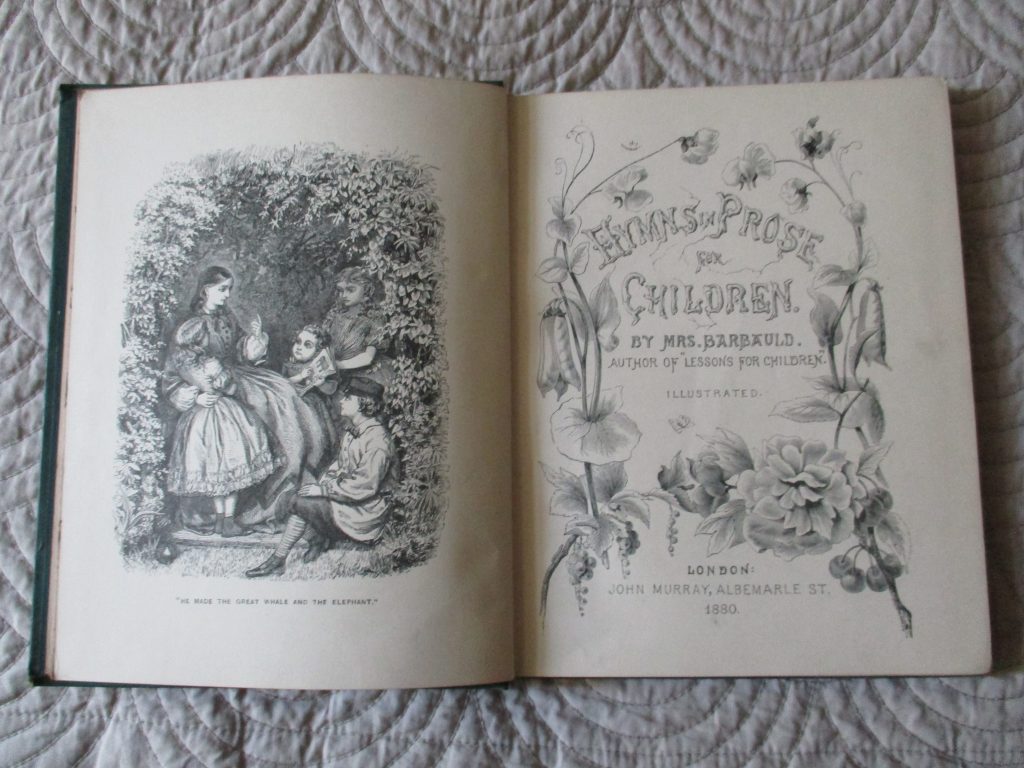 "HE MADE THE GREAT WHALE AND THE ELEPHANT."
HYMNS IN PROSE
FOR
CHILDREN.
BY MRS. BARBAULD.
AUTHOR OF "LESSONS FOR CHILDREN".
ILLUSTRATED.
LONDON:
JOHN MURRAY, ALBEMARLE ST.
1880.